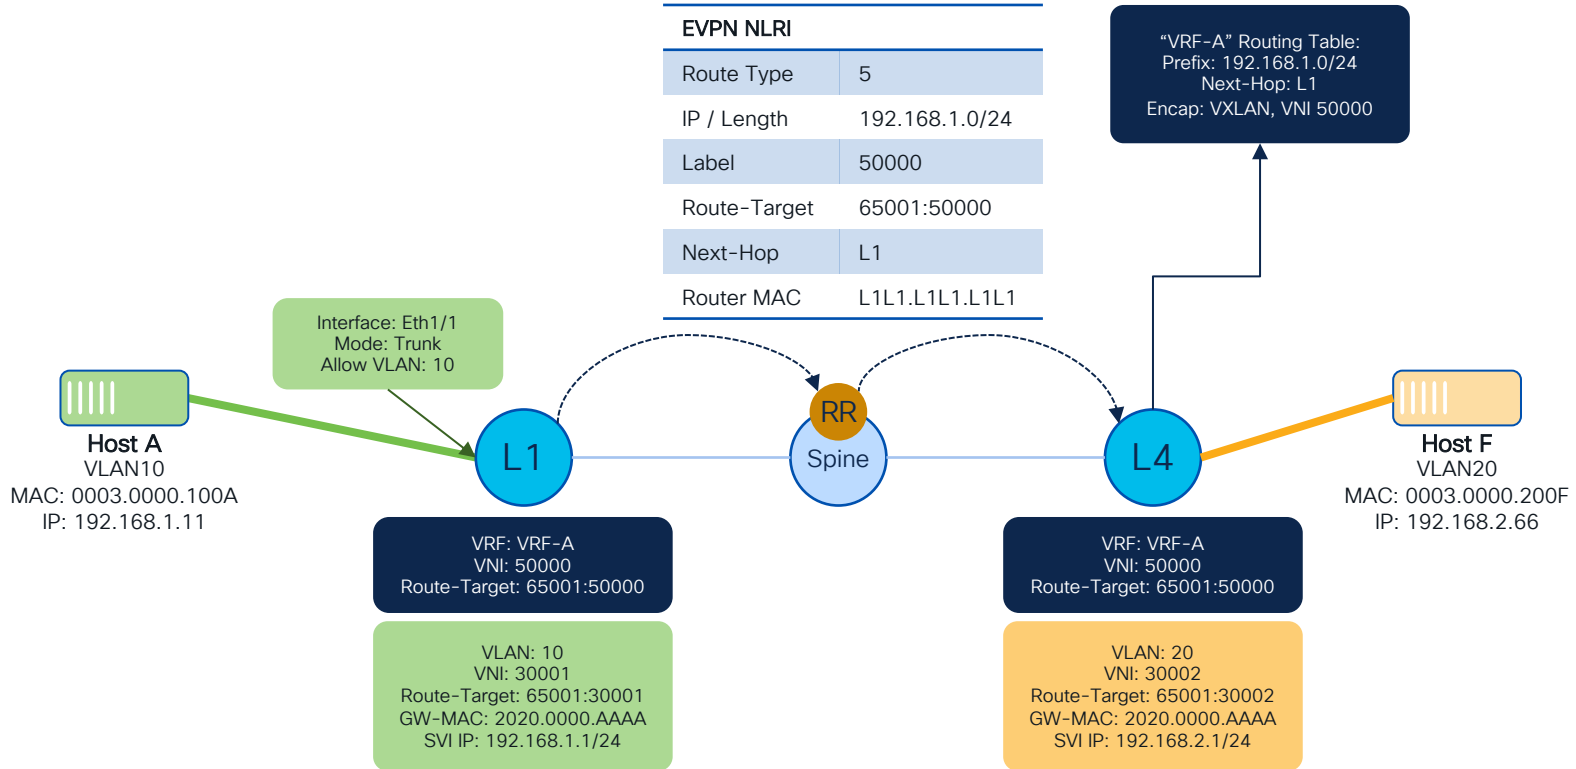 EVPN NLRI
Route Type 5
IP / Length 192.168.1.0/24
Label 50000
Route-Target 65001:50000
Next-Hop L1
Router MAC L1L1.L1L1.L1L1
“VRF-A” Routing Table:
Prefix: 192.168.1.0/24
Next-Hop: L1
Encap: VXLAN, VNI 50000
Interface: Eth1/1
Mode: Trunk
Allow VLAN: 10
Host A
VLAN10
MAC: 0003.0000.100A
IP: 192.168.1.11
L1
RR
Spine
L4
Host F
VLAN20
MAC: 0003.0000.200F
IP: 192.168.2.66
VRF: VRF-A
VNI: 50000
Route-Target: 65001:50000
VLAN: 10
VNI: 30001
Route-Target: 65001:30001
GW-MAC: 2020.0000.AAAA
SVI IP: 192.168.1.1/24
VRF: VRF-A
VNI: 50000
Route-Target: 65001:50000
VLAN: 20
VNI: 30002
Route-Target: 65001:30002
GW-MAC: 2020.0000.AAAA
SVI IP: 192.168.2.1/24